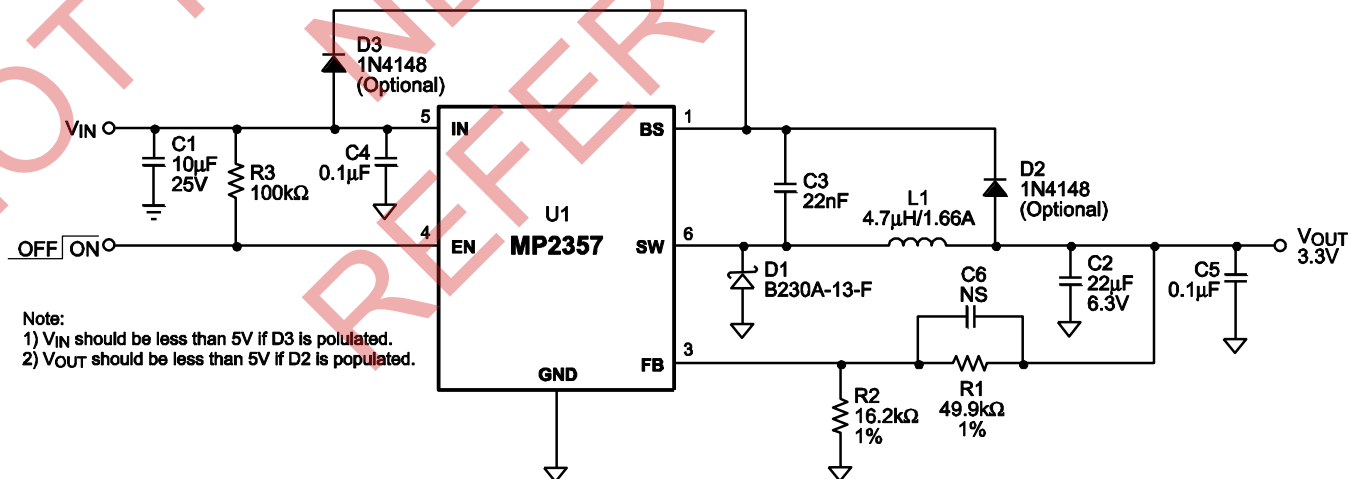 NOT
NE
REFER
D3
1N4148
(Optional)
VIN
C1
10µF
25V
R3
100kΩ
C4
0.1µF
5
IN
BS
1
C3
22nF
D2
1N4148
(Optional)
L1
4.7µH/1.66A
U1
MP2357
OFF ON
4
EN
SW
6
D1
B230A-13-F
C2
22µF
6.3V
C5
0.1µF
VOUT
3.3V
C6
NS
Note:
1) VIN should be less than 5V if D3 is polulated.
2) VOUT should be less than 5V if D2 is populated.
GND
FB
3
R2
16.2kΩ
1%
R1
49.9kΩ
1%